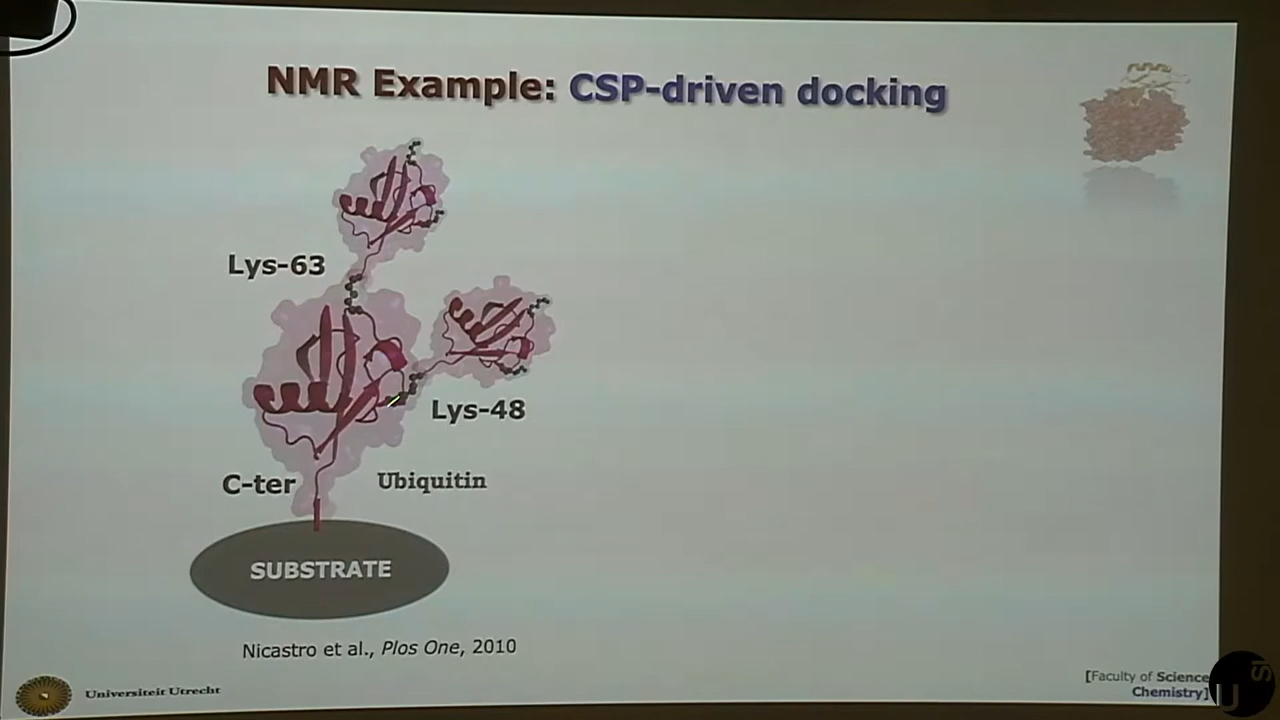 NMR Example: CSP-driven docking
Lys-63
Lys-48
C-ter
Ubiquitin
SUBSTRATE
Nicastro et al., Plos One, 2010
Universiteit Utrecht
[Faculty of Science
Chemistry]